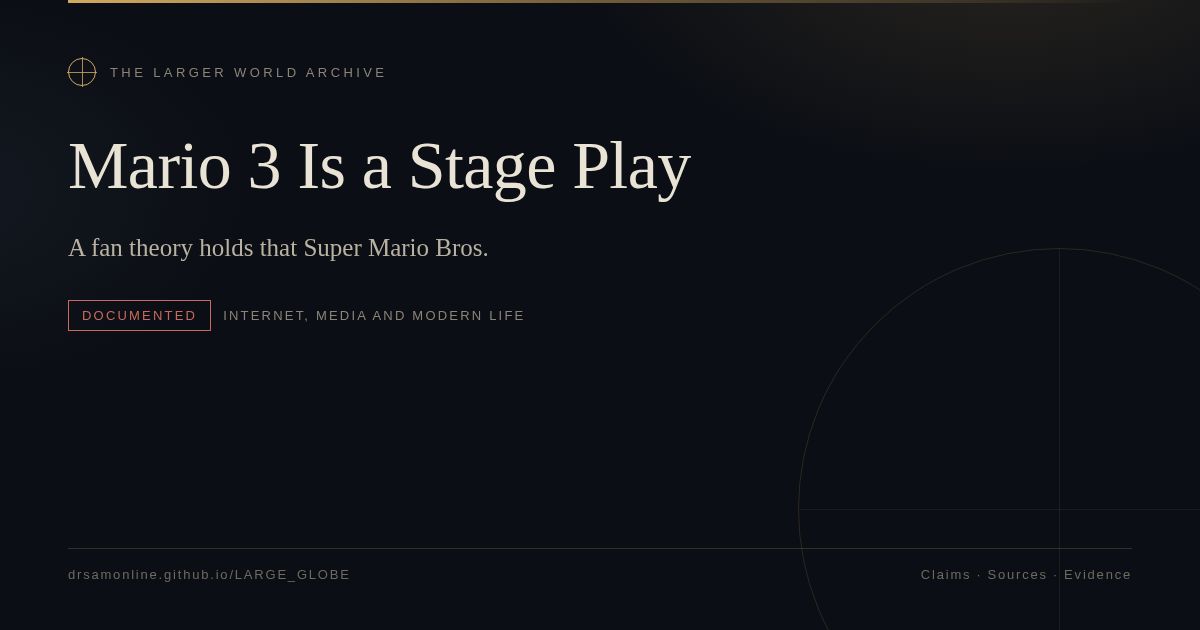 THE LARGER WORLD ARCHIVE
Mario 3 Is a Stage Play
A fan theory holds that Super Mario Bros.
DOCUMENTED INTERNET, MEDIA AND MODERN LIFE
drsamonline.github.io/LARGE_GLOBE Claims · Sources · Evidence